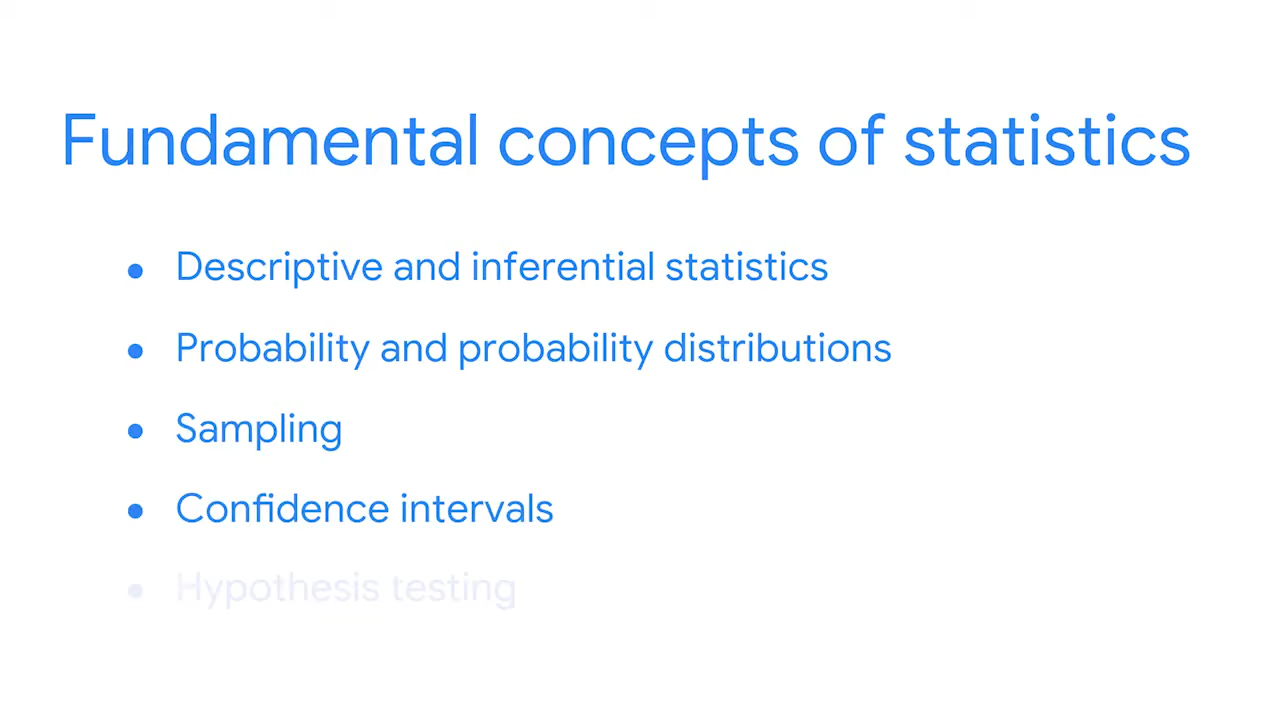 Fundamental concepts of statistics
• Descriptive and inferential statistics
• Probability and probability distributions
• Sampling
• Confidence intervals
• Hypothesis testing